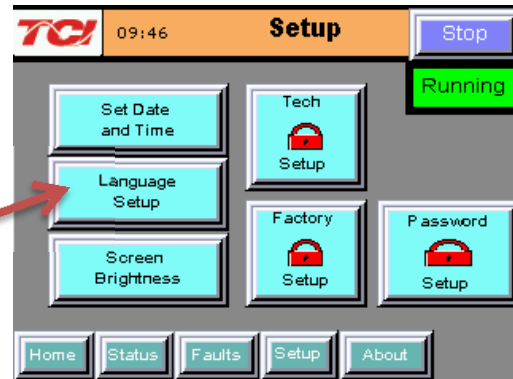 TCI
09:46
Setup
Stop
Running
Set Date
and Time
Tech
Setup
Language
Setup
Factory
Setup
Password
Setup
Screen
Brightness
Home
Status
Faults
Setup
About